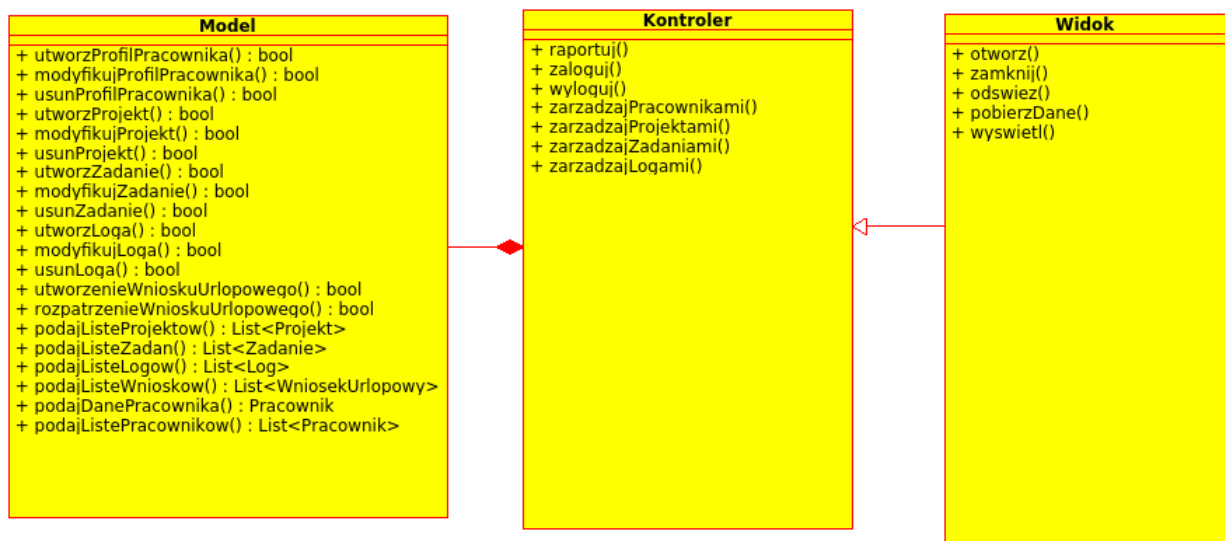 Model
+ utworzProfilPracownika() : bool
+ modyfikujProfilPracownika() : bool
+ usunProfilPracownika() : bool
+ utworzProjekt() : bool
+ modyfikujProjekt() : bool
+ usunProjekt() : bool
+ utworzZadanie() : bool
+ modyfikujZadanie() : bool
+ usunZadanie() : bool
+ utworzLoga() : bool
+ modyfikujLoga() : bool
+ usunLoga() : bool
+ utworzenieWnioskuUrlopowego() : bool
+ rozpatrzenieWnioskuUrlopowego() : bool
+ podajListeProjektow() : List<Projekt>
+ podajListeZadan() : List<Zadanie>
+ podajListeLogow() : List<Log>
+ podajListeWnioskow() : List<WniosekUrlopowy>
+ podajDanePracownika() : Pracownik
+ podajListePracownikow() : List<Pracownik>
Kontroler
+ raportuj()
+ zaloguj()
+ wyloguj()
+ zarzadzajPracownikami()
+ zarzadzajProjektami()
+ zarzadzajZadaniami()
+ zarzadzajLogami()
Widok
+ otworz()
+ zamknij()
+ odswiez()
+ pobierzDane()
+ wyswietl()